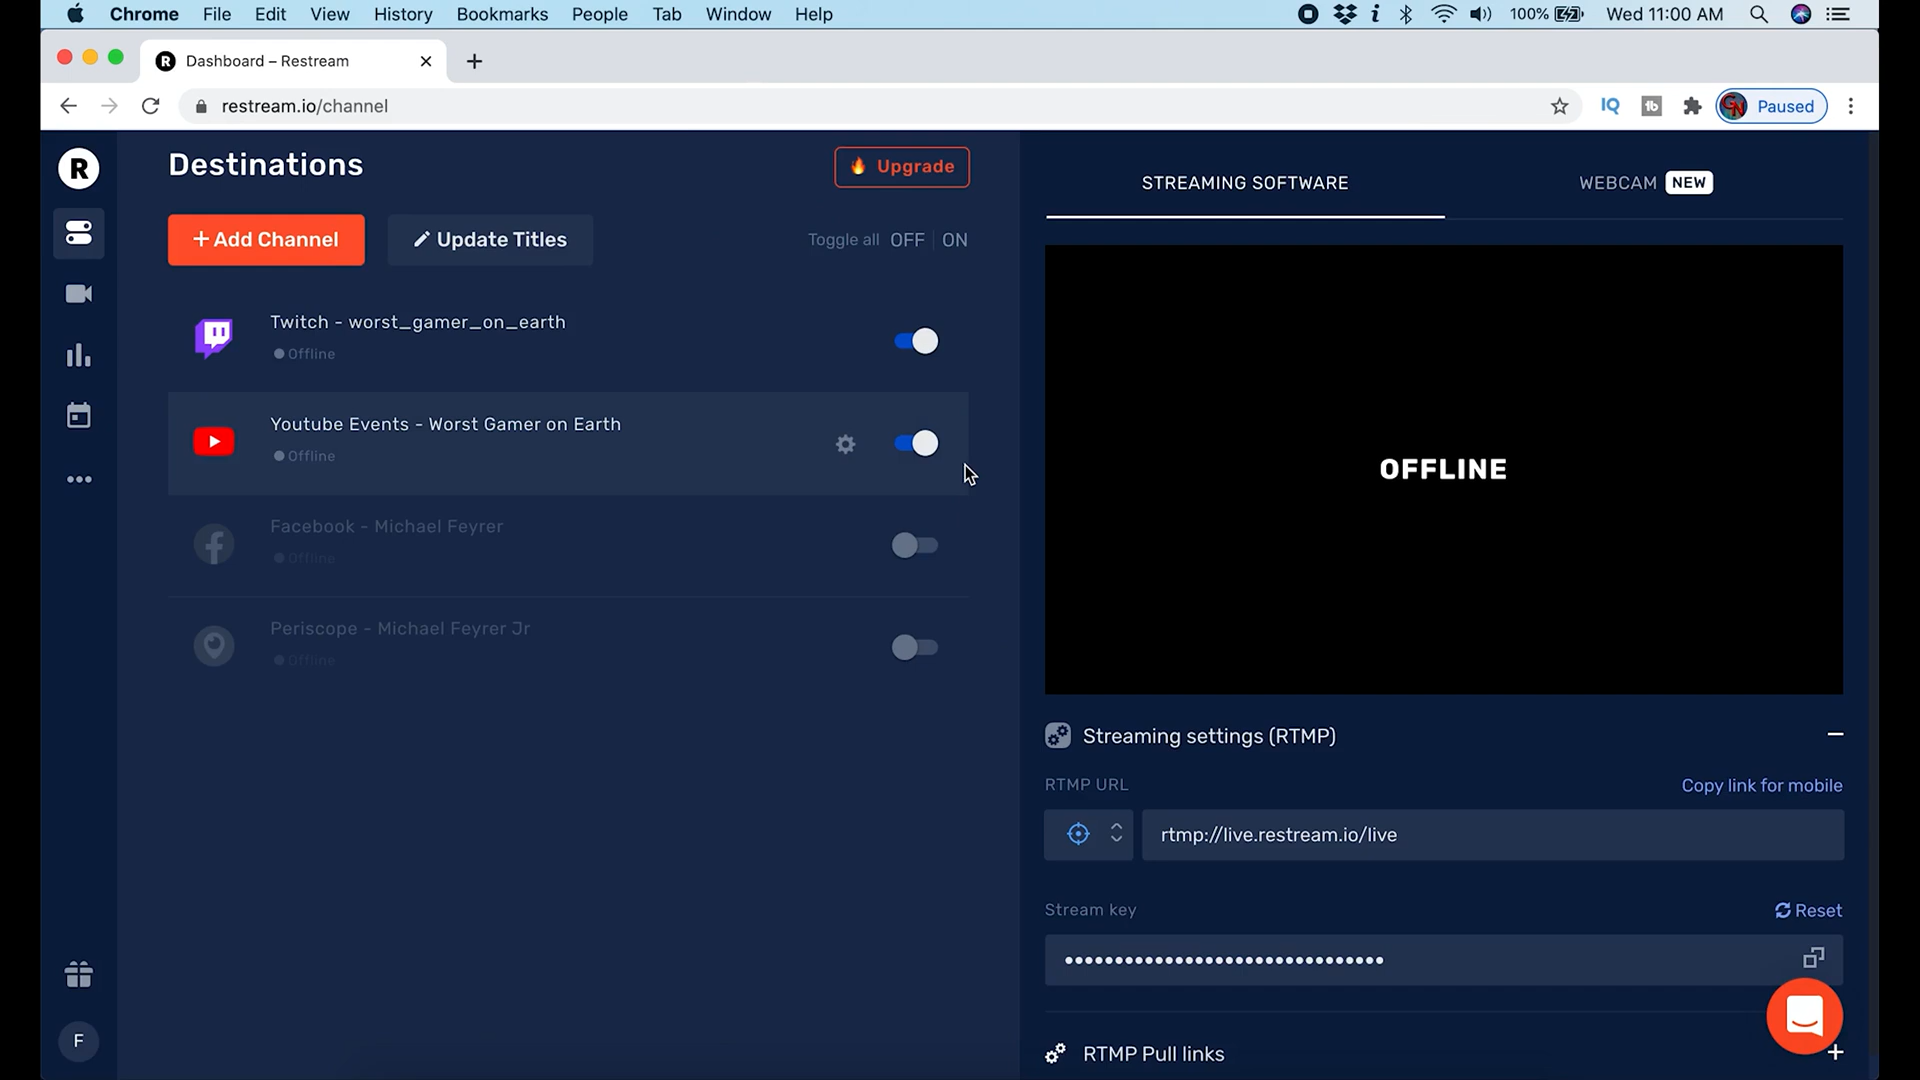 Chrome File Edit View History Bookmarks People Tab Window Help 100% Wed 11:00 AM
R Dashboard – Restream
restream.io/channel IQ tb GN Paused
R
Destinations
Upgrade
+ Add Channel
Update Titles
Toggle all OFF ON
Twitch - worst_gamer_on_earth
Offline
Youtube Events - Worst Gamer on Earth
Offline
Facebook - Michael Feyrer
Offline
Periscope - Michael Feyrer Jr
Offline
F
STREAMING SOFTWARE
WEBCAM NEW
OFFLINE
Streaming settings (RTMP)
RTMP URL
Copy link for mobile
rtmp://live.restream.io/live
Stream key
Reset
••••••••••••••••••••••••••••••••
RTMP Pull links